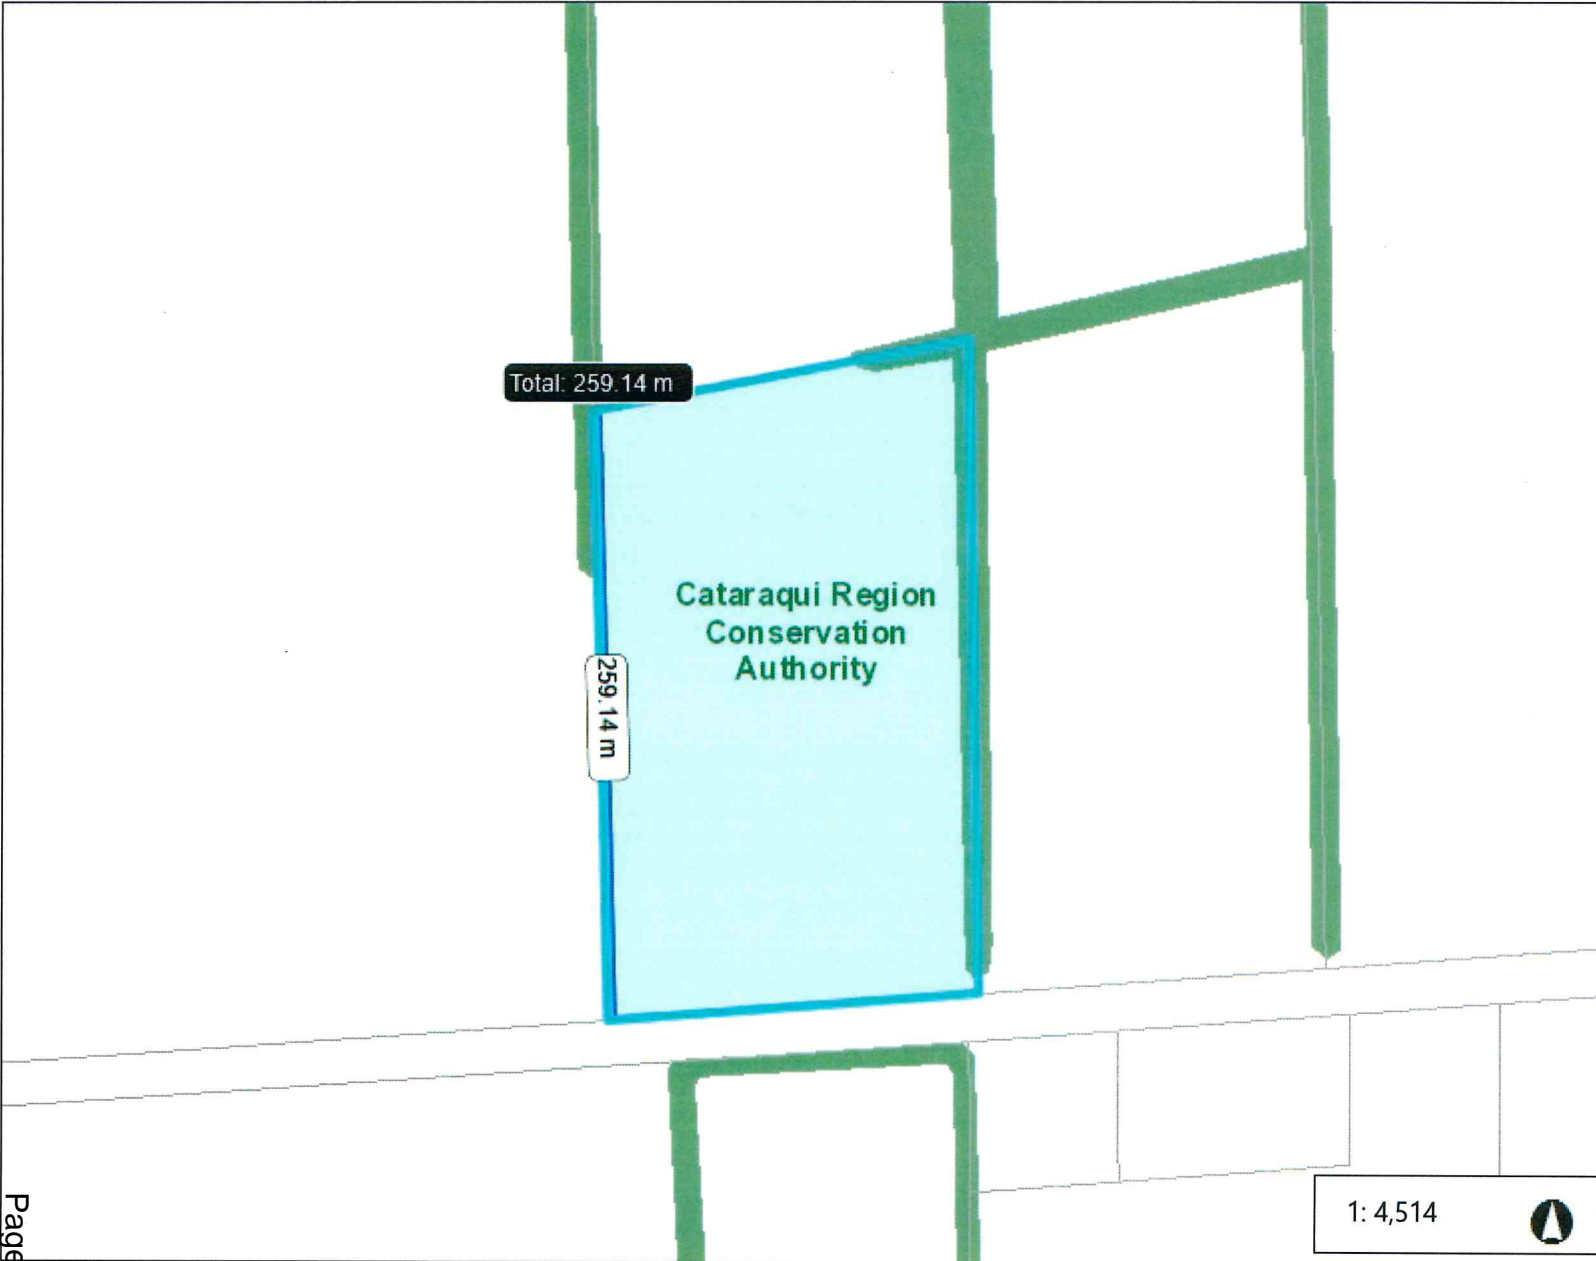 Total: 259.14 m
Cataraqui Region
Conservation
Authority
259.14 m
1: 4,514
Page